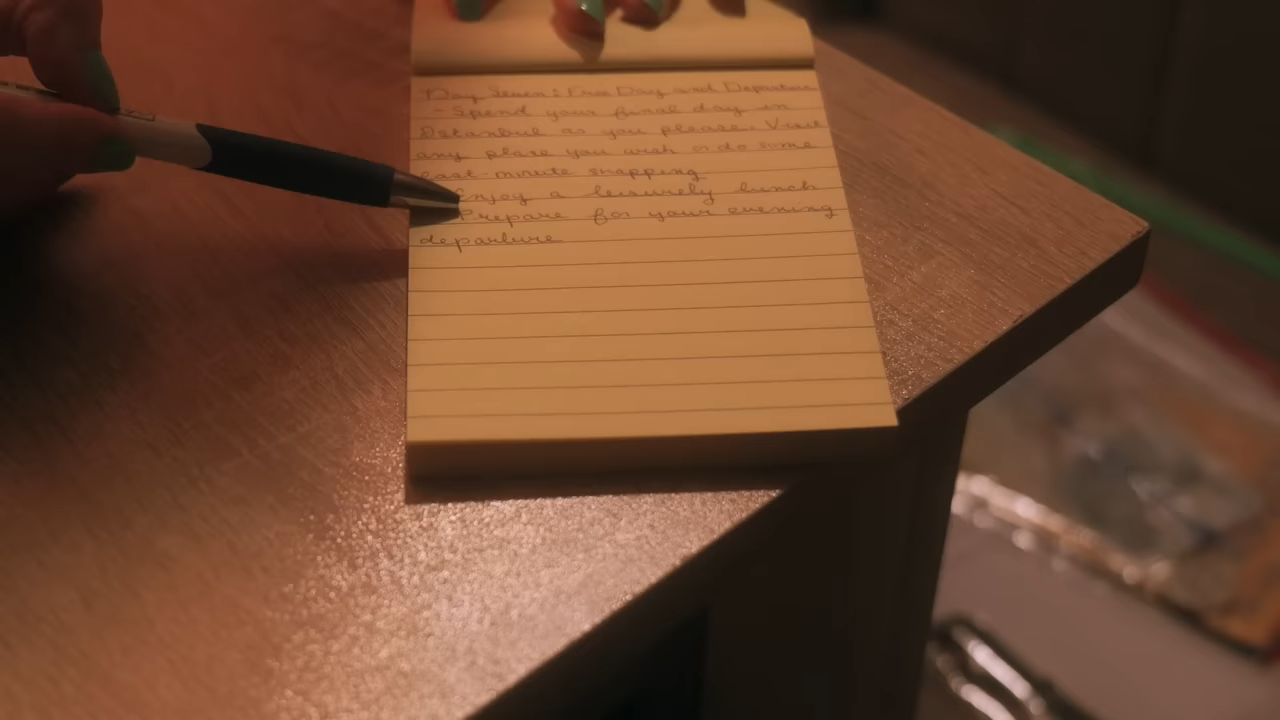 Day Seven: Free Day and Departure
- Spend your final day in
Istanbul as you please. Visit
any place you wish or do some
last-minute shopping
Enjoy a leisurely lunch
Prepare for your evening
departure